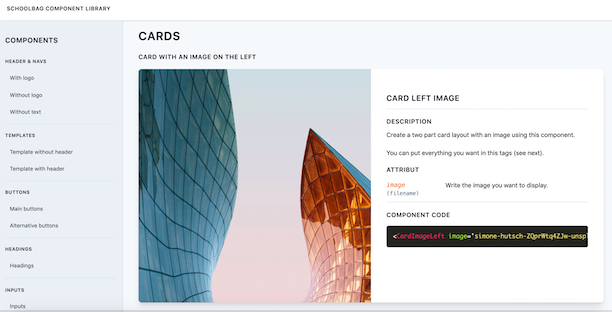 SCHOOLBAG COMPONENT LIBRARY
COMPONENTS
HEADER & NAVS
With logo
Without logo
Without text
TEMPLATES
Template without header
Template with header
BUTTONS
Main buttons
Alternative buttons
HEADINGS
Headings
INPUTS
Inputs
CARDS
CARD WITH AN IMAGE ON THE LEFT
CARD LEFT IMAGE
DESCRIPTION
Create a two part card layout with an image using this component.
You can put everything you want in this tags (see next).
ATTRIBUT
image
(filename)
Write the image you want to display.
COMPONENT CODE
<CardImageLeft image="simone-hutsch-ZQprWtq4ZJw-unsp